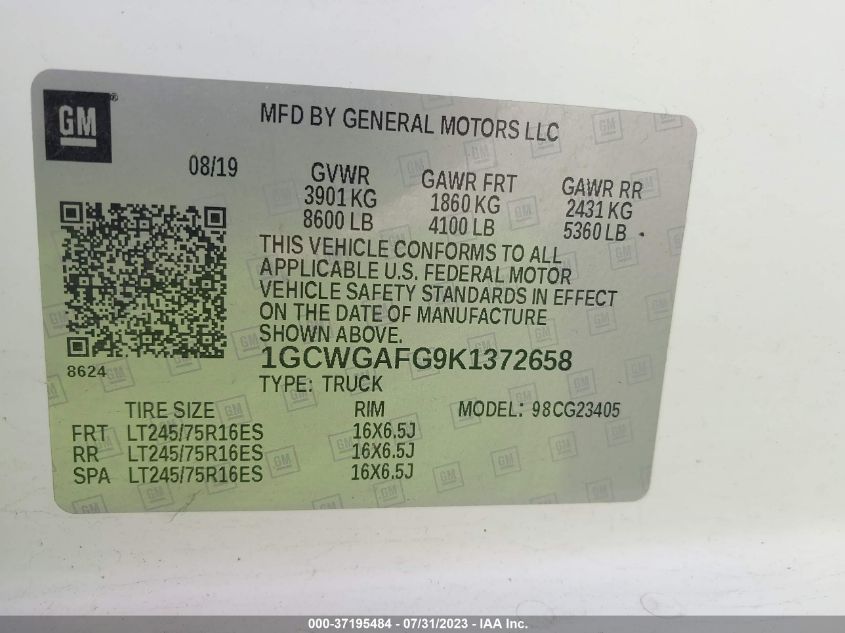 GM ®
MFD BY GENERAL MOTORS LLC
08/19 GVWR GAWR FRT GAWR RR
3901 KG 1860 KG 2431 KG
8600 LB 4100 LB 5360 LB
THIS VEHICLE CONFORMS TO ALL
APPLICABLE U.S. FEDERAL MOTOR
VEHICLE SAFETY STANDARDS IN EFFECT
ON THE DATE OF MANUFACTURE
SHOWN ABOVE.
8624 1GCWGAFG9K1372658
TYPE: TRUCK
TIRE SIZE RIM MODEL: 98CG23405
FRT LT245/75R16ES 16X6.5J
RR LT245/75R16ES 16X6.5J
SPA LT245/75R16ES 16X6.5J
000-37195484 - 07/31/2023 - IAA Inc.